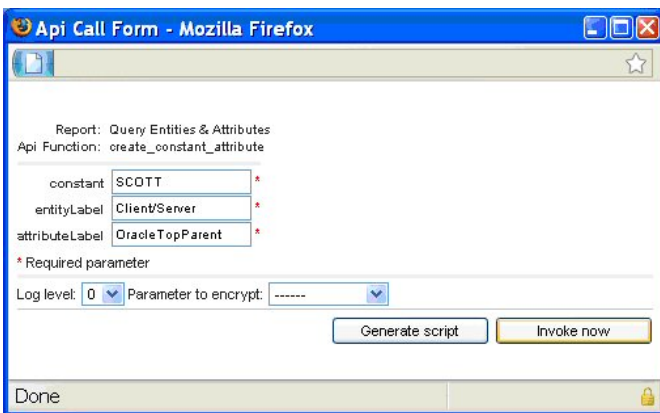 Api Call Form - Mozilla Firefox
Report: Query Entities & Attributes
Api Function: create_constant_attribute
constant SCOTT *
entityLabel Client/Server *
attributeLabel OracleTopParent *
* Required parameter
Log level: 0 Parameter to encrypt: ------
Generate script Invoke now
Done